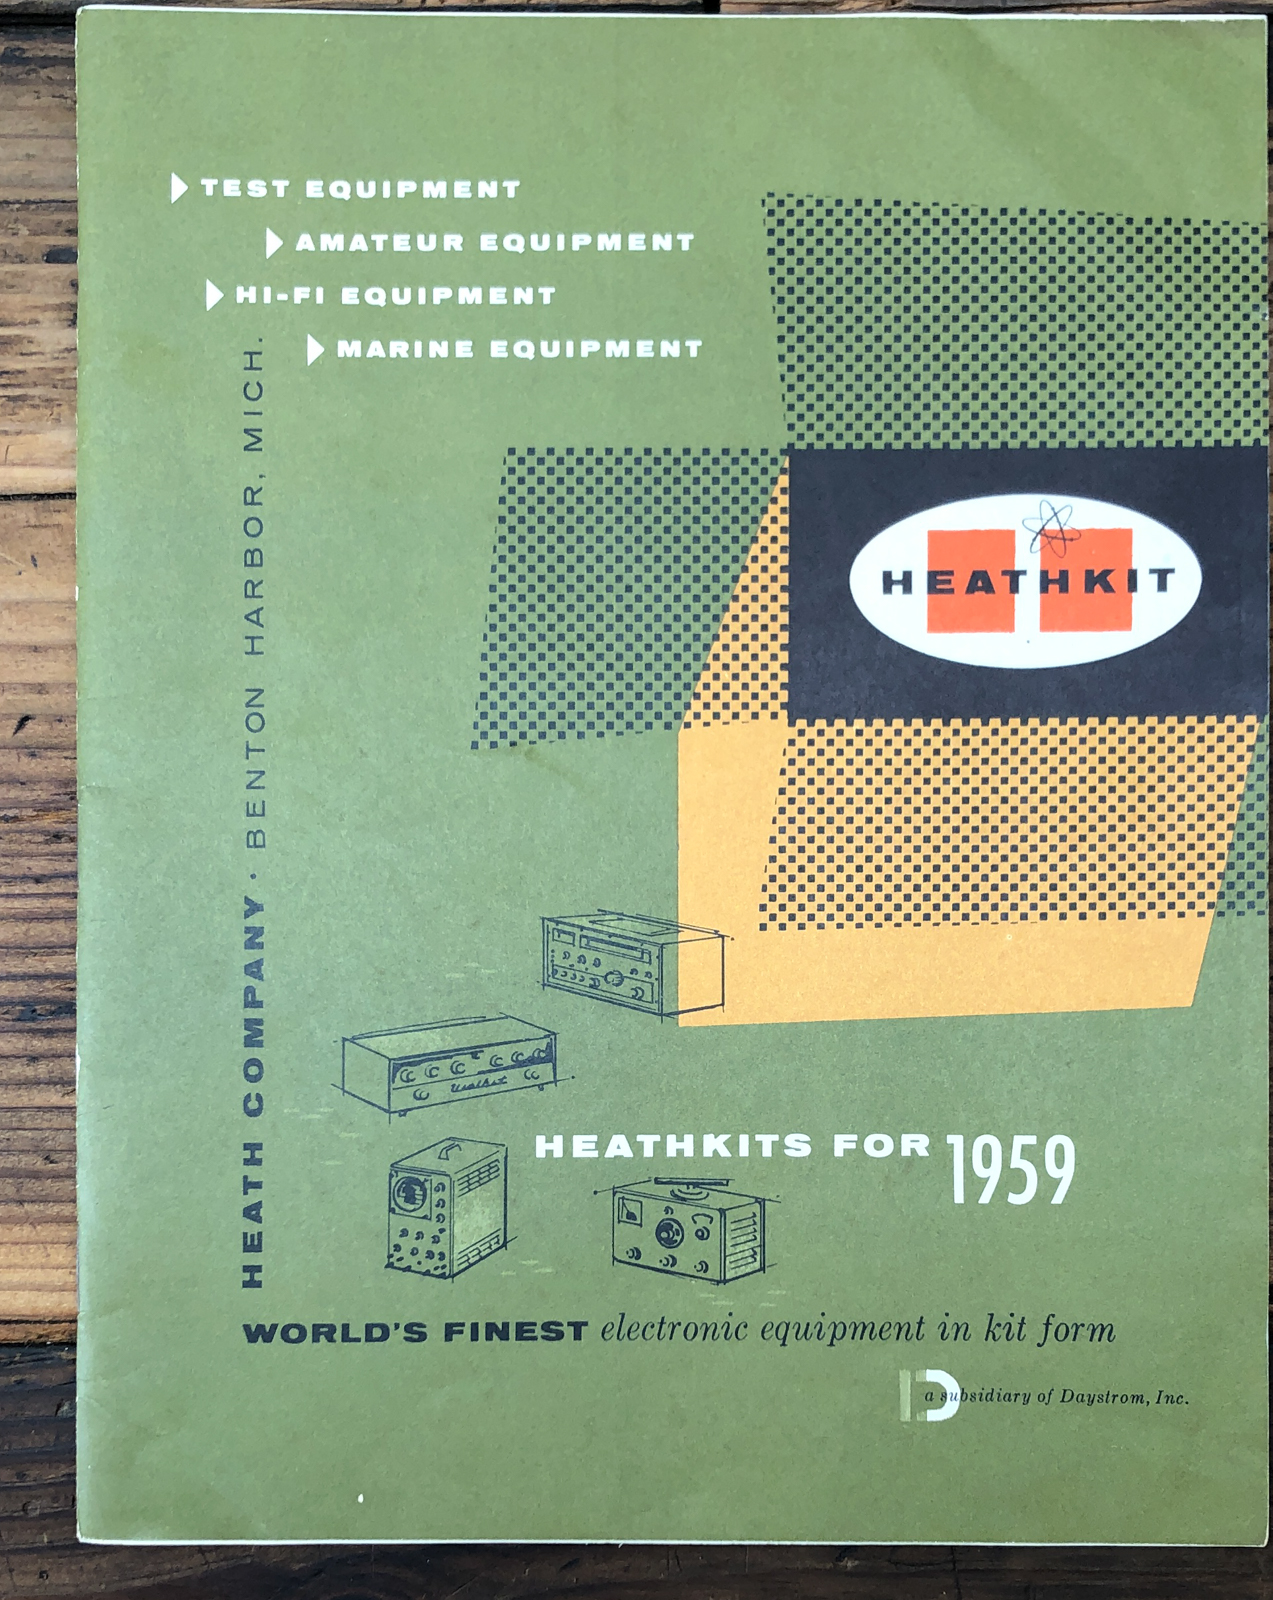 TEST EQUIPMENT
AMATEUR EQUIPMENT
HI-FI EQUIPMENT
MARINE EQUIPMENT
HEATH COMPANY · BENTON HARBOR, MICH.
HEATHKIT
Heathkit
HEATHKITS FOR 1959
WORLD'S FINEST electronic equipment in kit form
a subsidiary of Daystrom, Inc.